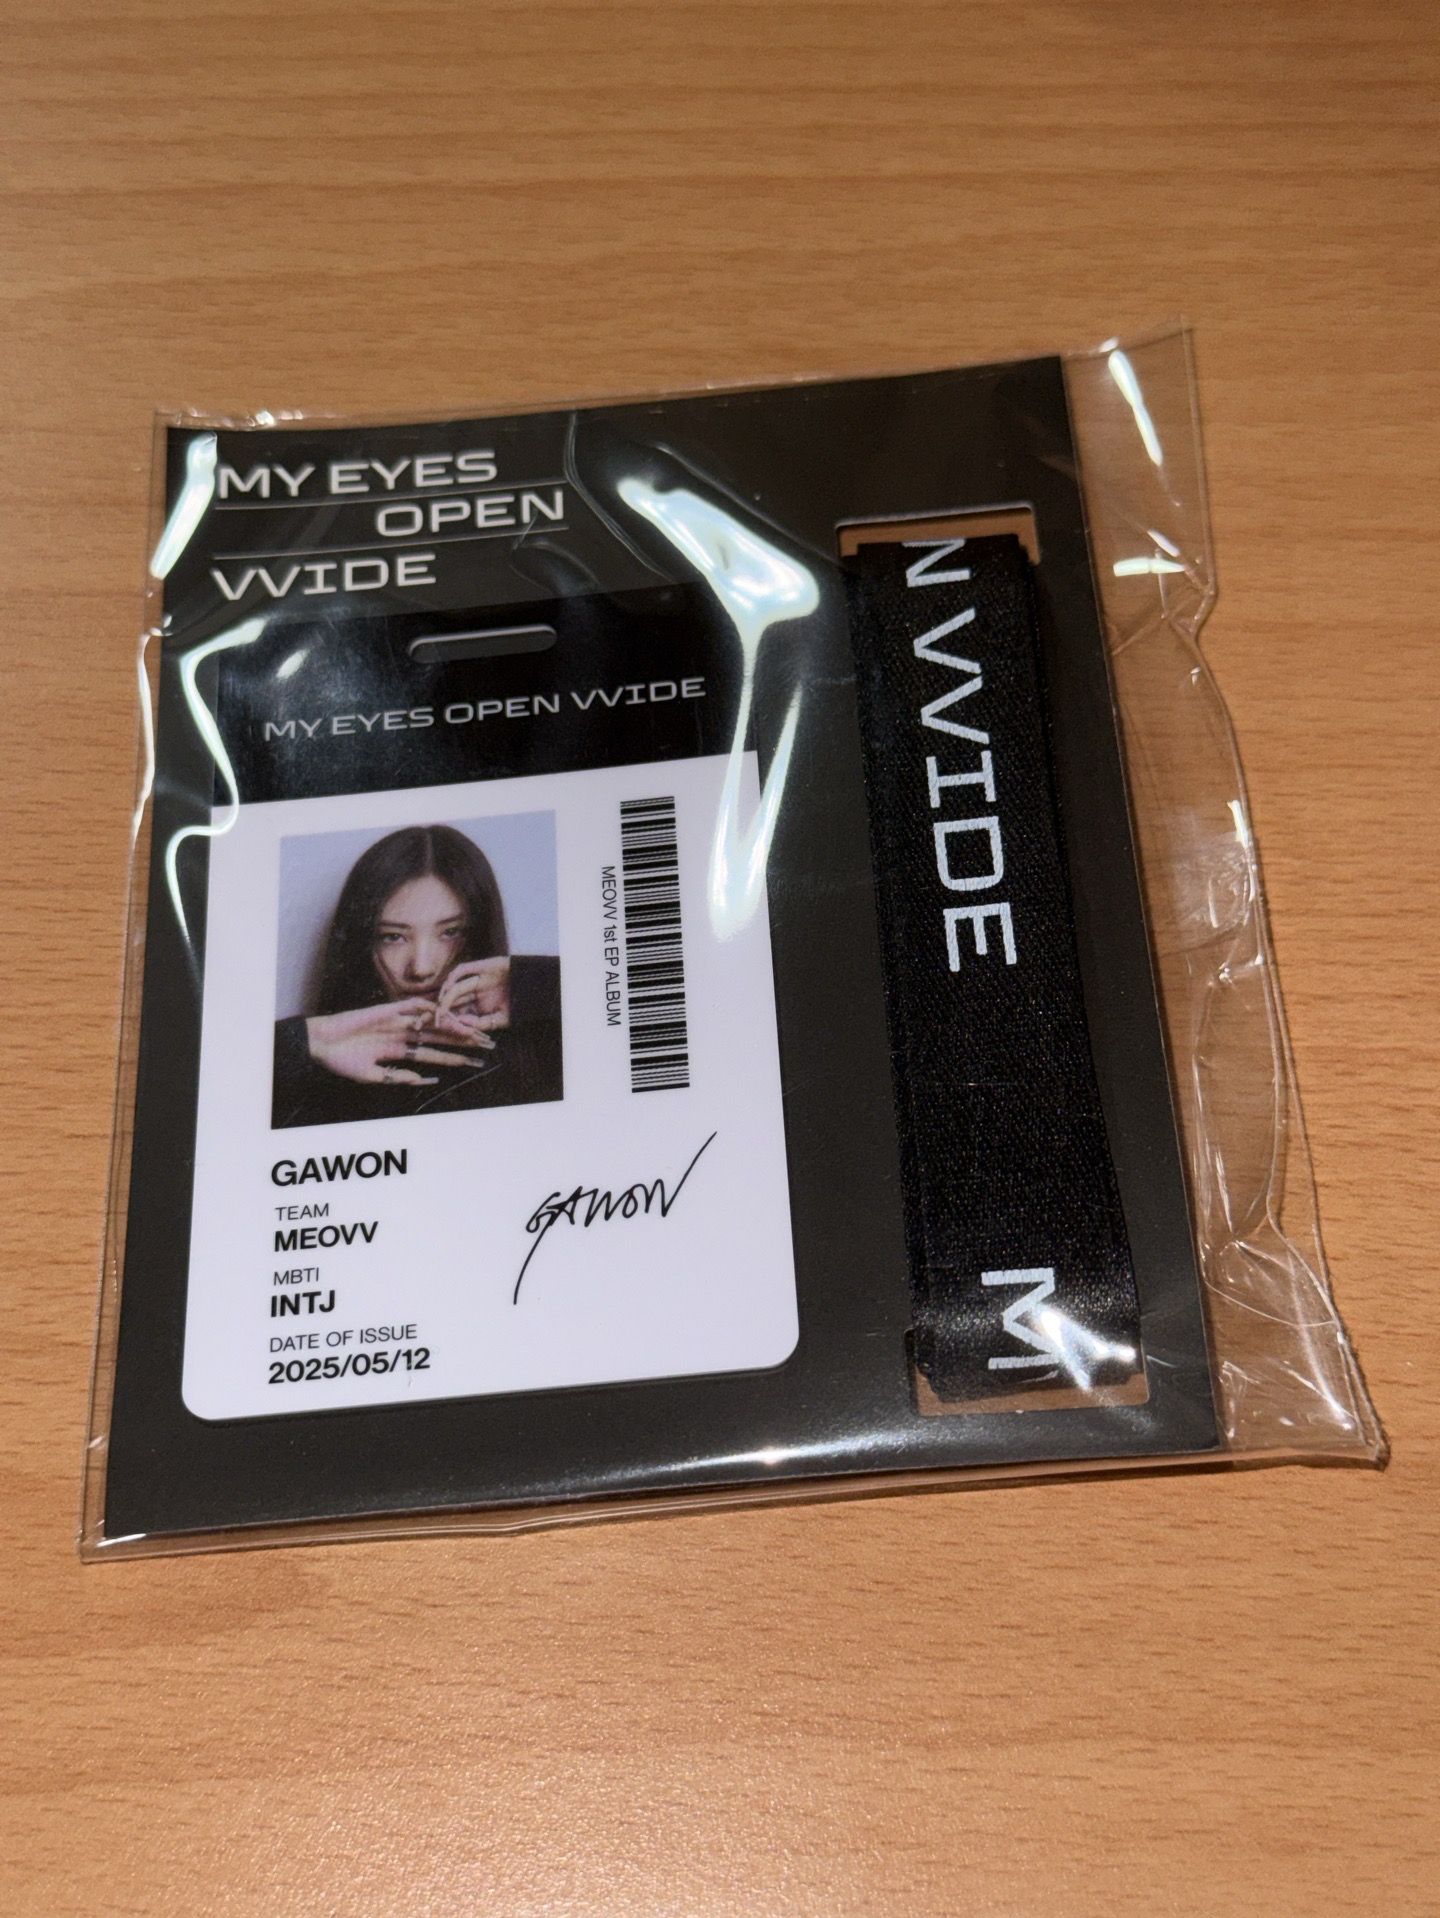 MY EYES
OPEN
VVIDE
MY EYES OPEN VVIDE
MEOVV 1st EP ALBUM
GAWON
TEAM
MEOVV
MBTI
INTJ
DATE OF ISSUE
2025/05/12
GAWON
N VVIDE
M